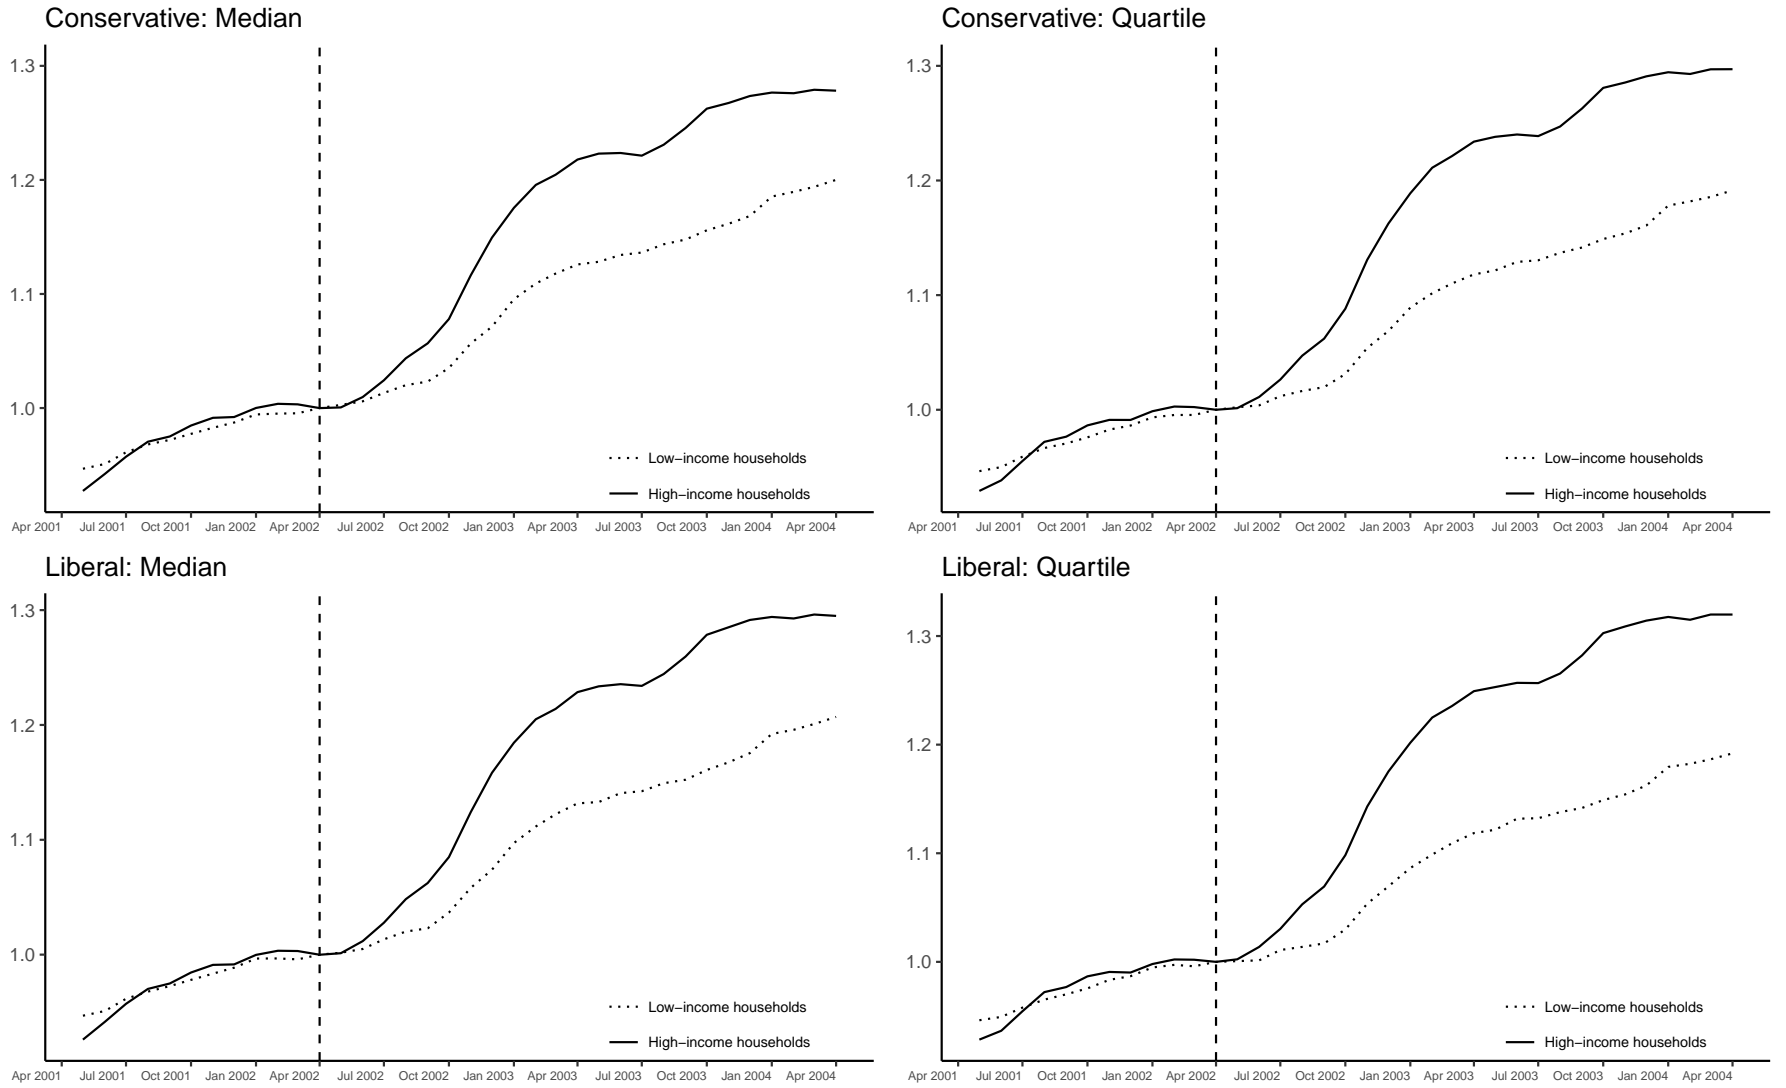 Conservative: Median
1.3
1.2
1.1
1.0
Low−income households
High−income households
Apr 2001 Jul 2001 Oct 2001 Jan 2002 Apr 2002 Jul 2002 Oct 2002 Jan 2003 Apr 2003 Jul 2003 Oct 2003 Jan 2004 Apr 2004
Conservative: Quartile
1.3
1.2
1.1
1.0
Low−income households
High−income households
Apr 2001 Jul 2001 Oct 2001 Jan 2002 Apr 2002 Jul 2002 Oct 2002 Jan 2003 Apr 2003 Jul 2003 Oct 2003 Jan 2004 Apr 2004
Liberal: Median
1.3
1.2
1.1
1.0
Low−income households
High−income households
Apr 2001 Jul 2001 Oct 2001 Jan 2002 Apr 2002 Jul 2002 Oct 2002 Jan 2003 Apr 2003 Jul 2003 Oct 2003 Jan 2004 Apr 2004
Liberal: Quartile
1.3
1.2
1.1
1.0
Low−income households
High−income households
Apr 2001 Jul 2001 Oct 2001 Jan 2002 Apr 2002 Jul 2002 Oct 2002 Jan 2003 Apr 2003 Jul 2003 Oct 2003 Jan 2004 Apr 2004